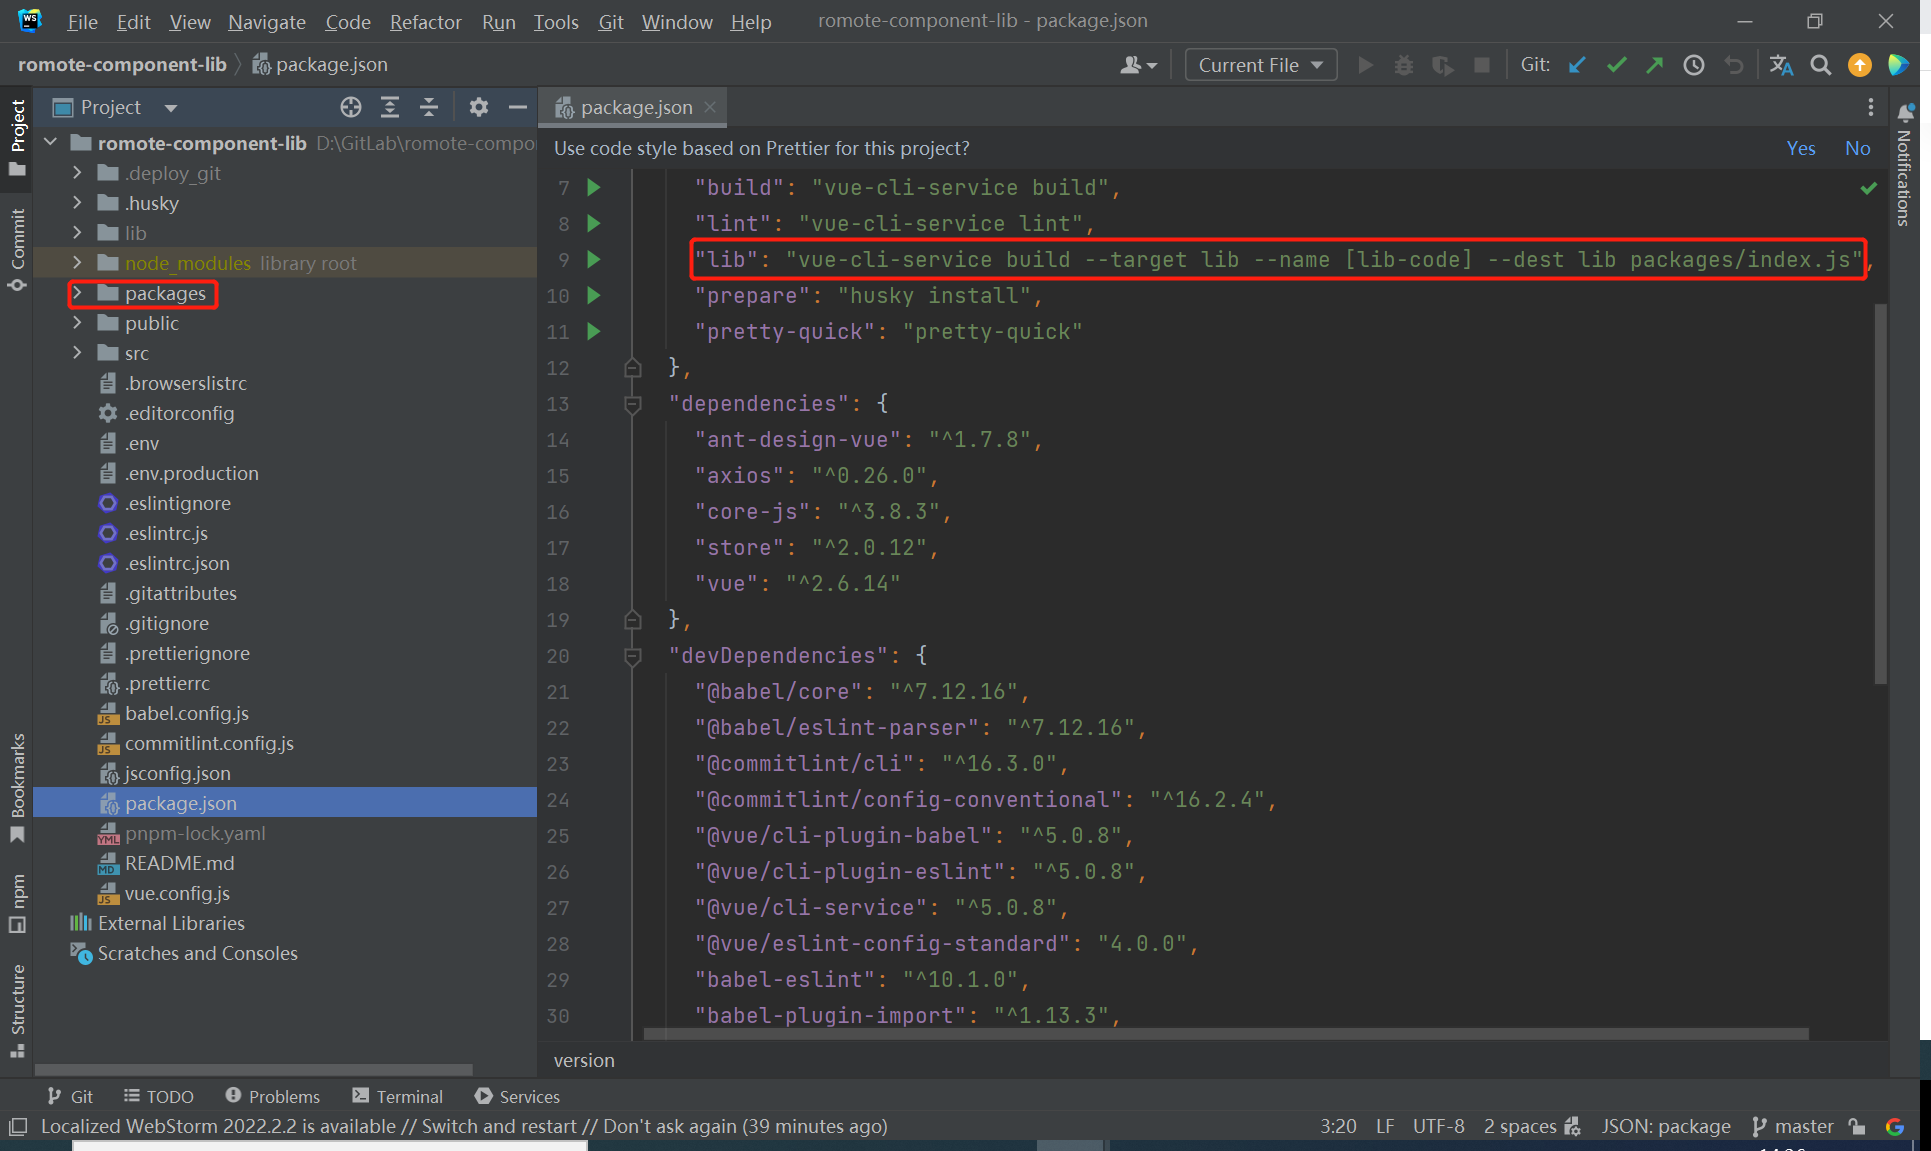 File Edit View Navigate Code Refactor Run Tools Git Window Help romote-component-lib - package.json
romote-component-lib package.json Current File Git:
Project
Project
package.json
Notifications
romote-component-lib D:\GitLab\romote-compo
Use code style based on Prettier for this project? Yes No
.deploy_git
.husky
lib
node_modules library root
packages
public
src
.browserslistrc
.editorconfig
.env
.env.production
.eslintignore
.eslintrc.js
.eslintrc.json
.gitattributes
.gitignore
.prettierignore
.prettierrc
babel.config.js
commitlint.config.js
jsconfig.json
package.json
pnpm-lock.yaml
README.md
vue.config.js
External Libraries
Scratches and Consoles
Commit
Bookmarks
npm
Structure
7 "build": "vue-cli-service build",
8 "lint": "vue-cli-service lint",
9 "lib": "vue-cli-service build --target lib --name [lib-code] --dest lib packages/index.js",
10 "prepare": "husky install",
11 "pretty-quick": "pretty-quick"
12 },
13 "dependencies": {
14 "ant-design-vue": "^1.7.8",
15 "axios": "^0.26.0",
16 "core-js": "^3.8.3",
17 "store": "^2.0.12",
18 "vue": "^2.6.14"
19 },
20 "devDependencies": {
21 "@babel/core": "^7.12.16",
22 "@babel/eslint-parser": "^7.12.16",
23 "@commitlint/cli": "^16.3.0",
24 "@commitlint/config-conventional": "^16.2.4",
25 "@vue/cli-plugin-babel": "^5.0.8",
26 "@vue/cli-plugin-eslint": "^5.0.8",
27 "@vue/cli-service": "^5.0.8",
28 "@vue/eslint-config-standard": "4.0.0",
29 "babel-eslint": "^10.1.0",
30 "babel-plugin-import": "^1.13.3",
version
Git TODO Problems Terminal Services
Localized WebStorm 2022.2.2 is available // Switch and restart // Don't ask again (39 minutes ago) 3:20 LF UTF-8 2 spaces JSON: package master